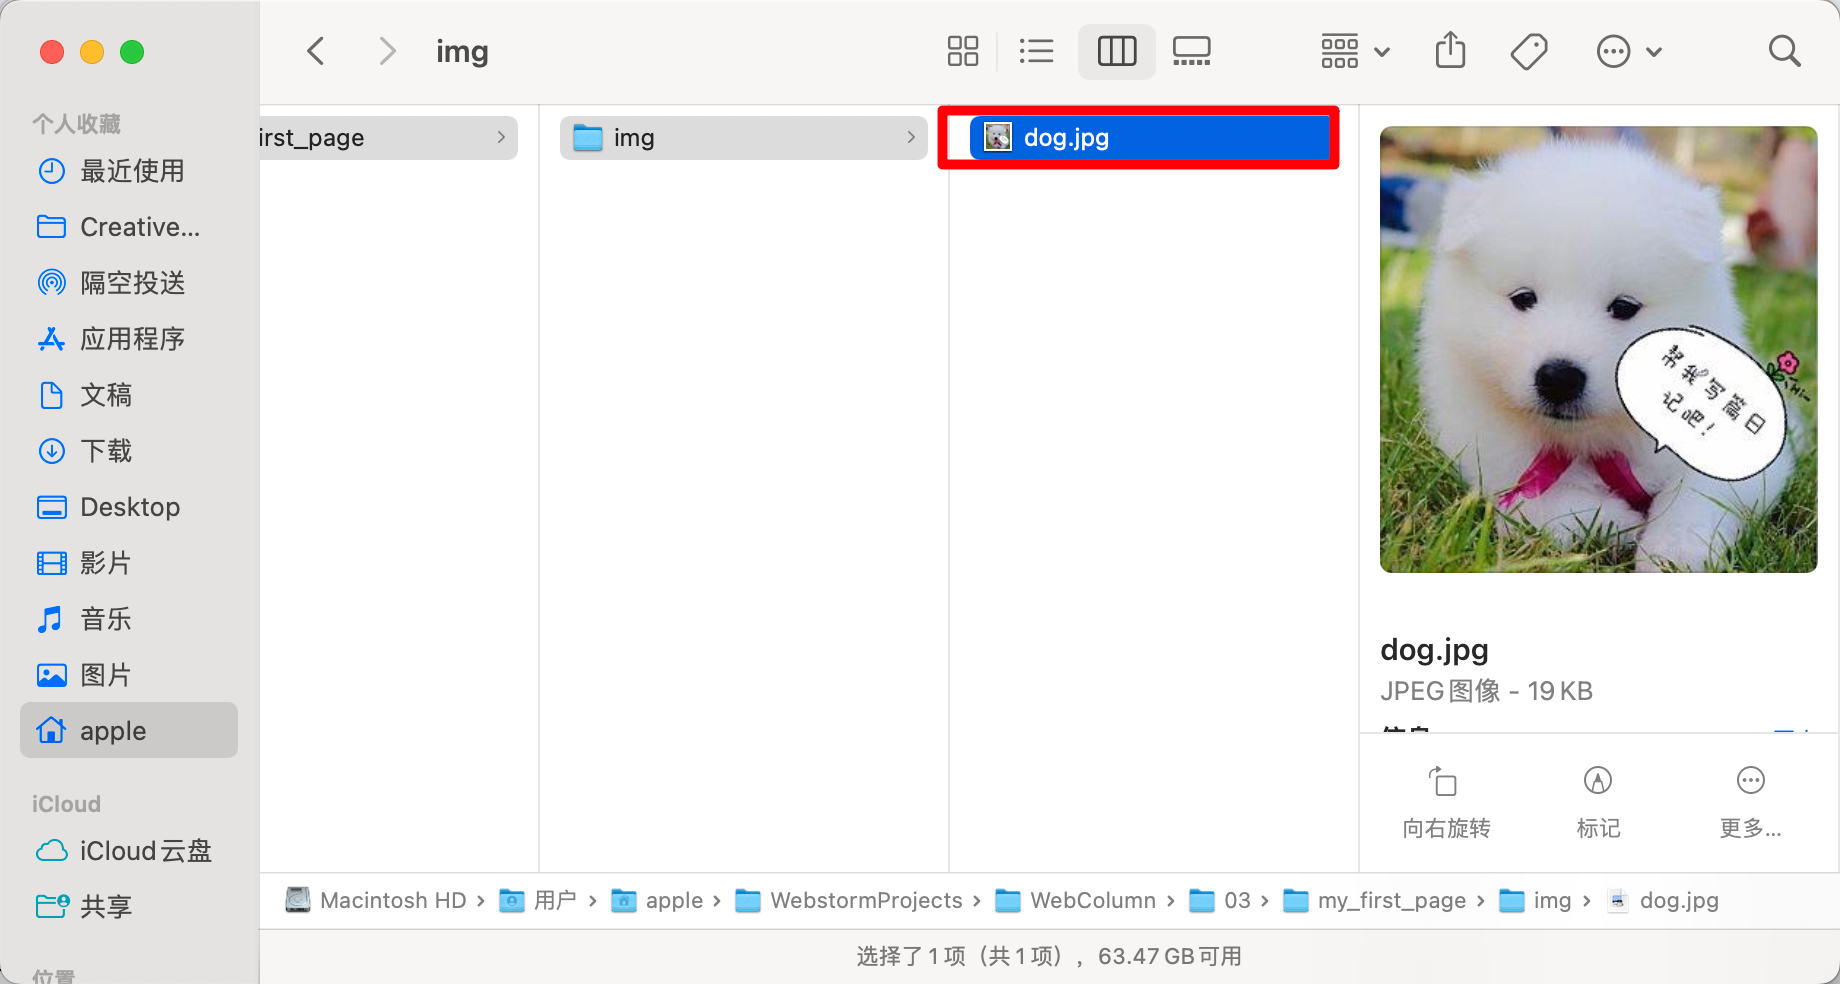 img
个人收藏
最近使用
Creative...
隔空投送
应用程序
文稿
下载
Desktop
影片
音乐
图片
apple
iCloud
iCloud云盘
共享
位置
irst_page
img
dog.jpg
帮我写篇日
记吧!
Hi~
dog.jpg
JPEG图像 - 19 KB
信息
向右旋转
标记
更多...
Macintosh HD › 用户 › apple › WebstormProjects › WebColumn › 03 › my_first_page › img › dog.jpg
选择了1项（共1项），63.47 GB可用